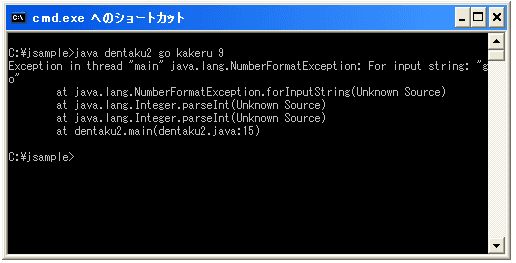 cmd.exe へのショートカット
C:¥jsample>java dentaku2 go kakeru 9
Exception in thread "main" java.lang.NumberFormatException: For input string: "g
o"
        at java.lang.NumberFormatException.forInputString(Unknown Source)
        at java.lang.Integer.parseInt(Unknown Source)
        at java.lang.Integer.parseInt(Unknown Source)
        at dentaku2.main(dentaku2.java:15)
C:¥jsample>